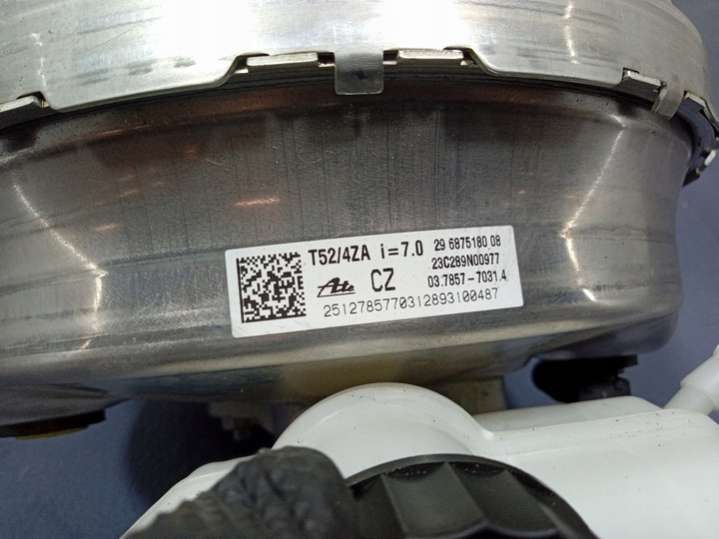 T52/4ZA i=7.0 29 6875180 08
23C289N00977
Ate CZ 03.7857-7031.4
2512785770312893100487